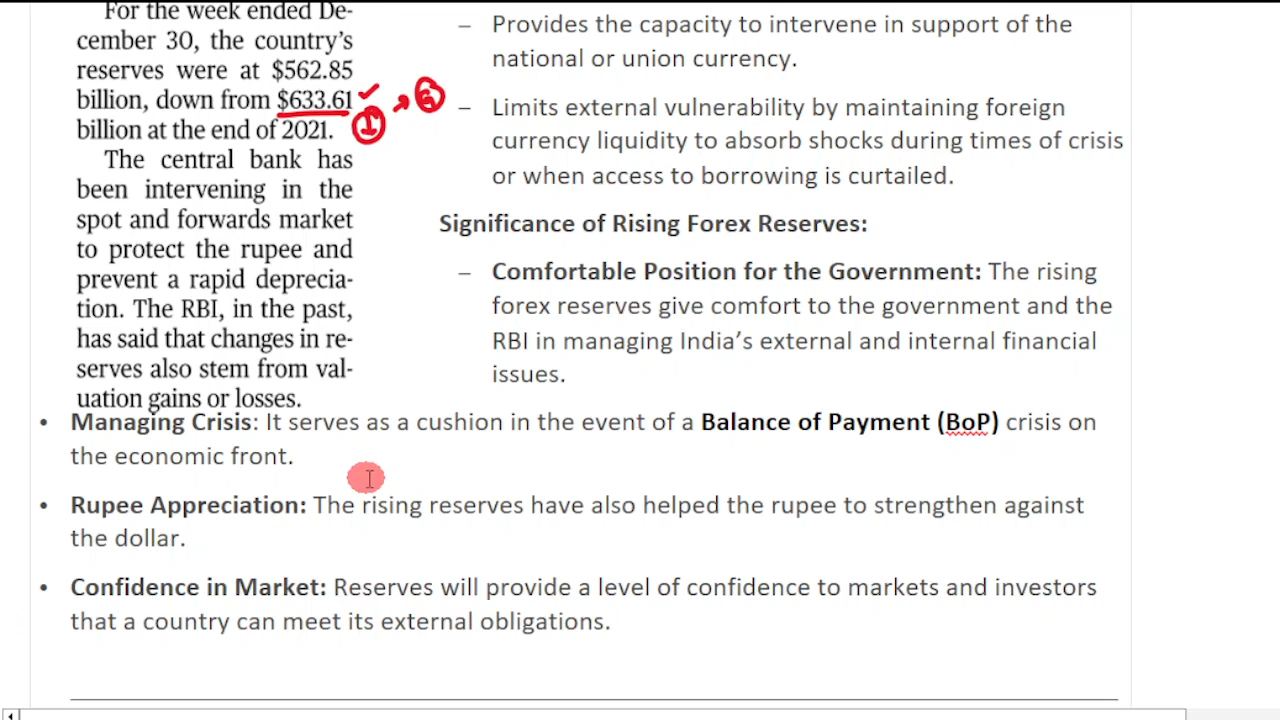 For the week ended De-
cember 30, the country's
reserves were at $562.85
billion, down from $633.61
billion at the end of 2021.
The central bank has
been intervening in the
spot and forwards market
to protect the rupee and
prevent a rapid deprecia-
tion. The RBI, in the past,
has said that changes in re-
serves also stem from val-
uation gains or losses.
– Provides the capacity to intervene in support of the
national or union currency.
– Limits external vulnerability by maintaining foreign
currency liquidity to absorb shocks during times of crisis
or when access to borrowing is curtailed.
Significance of Rising Forex Reserves:
– Comfortable Position for the Government: The rising
forex reserves give comfort to the government and the
RBI in managing India's external and internal financial
issues.
• Managing Crisis: It serves as a cushion in the event of a Balance of Payment (BoP) crisis on
the economic front.
• Rupee Appreciation: The rising reserves have also helped the rupee to strengthen against
the dollar.
• Confidence in Market: Reserves will provide a level of confidence to markets and investors
that a country can meet its external obligations.